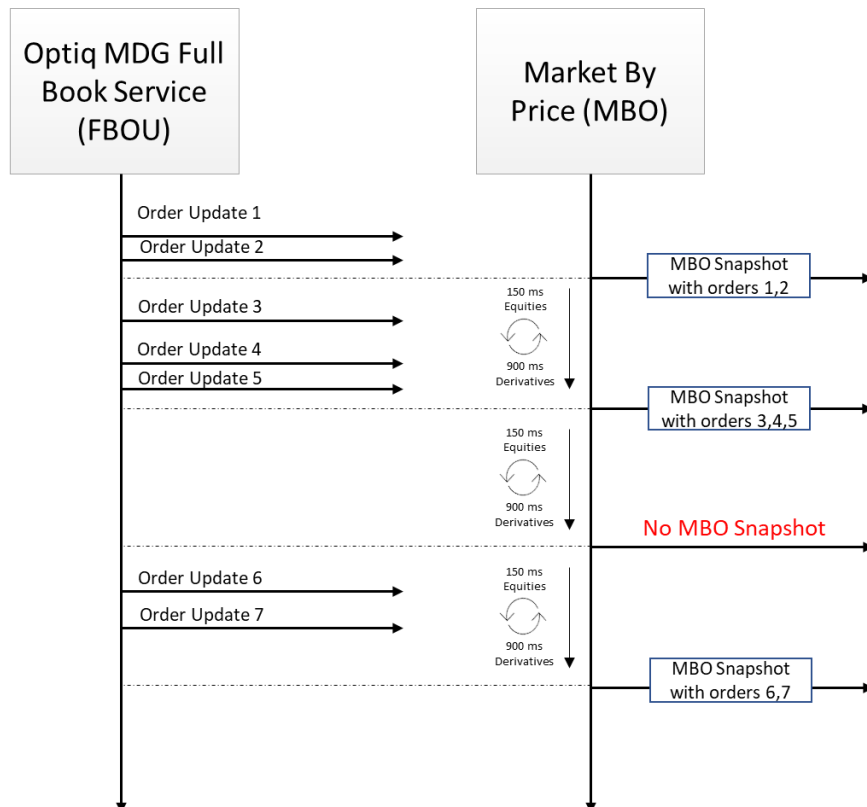 Optiq MDG Full
Book Service
(FBOU)
Market By
Price (MBO)
Order Update 1
Order Update 2
MBO Snapshot
with orders 1,2
150 ms
Equities
Order Update 3
Order Update 4
900 ms
Derivatives
Order Update 5
MBO Snapshot
with orders 3,4,5
150 ms
Equities
900 ms
Derivatives
No MBO Snapshot
150 ms
Equities
Order Update 6
Order Update 7
900 ms
Derivatives
MBO Snapshot
with orders 6,7